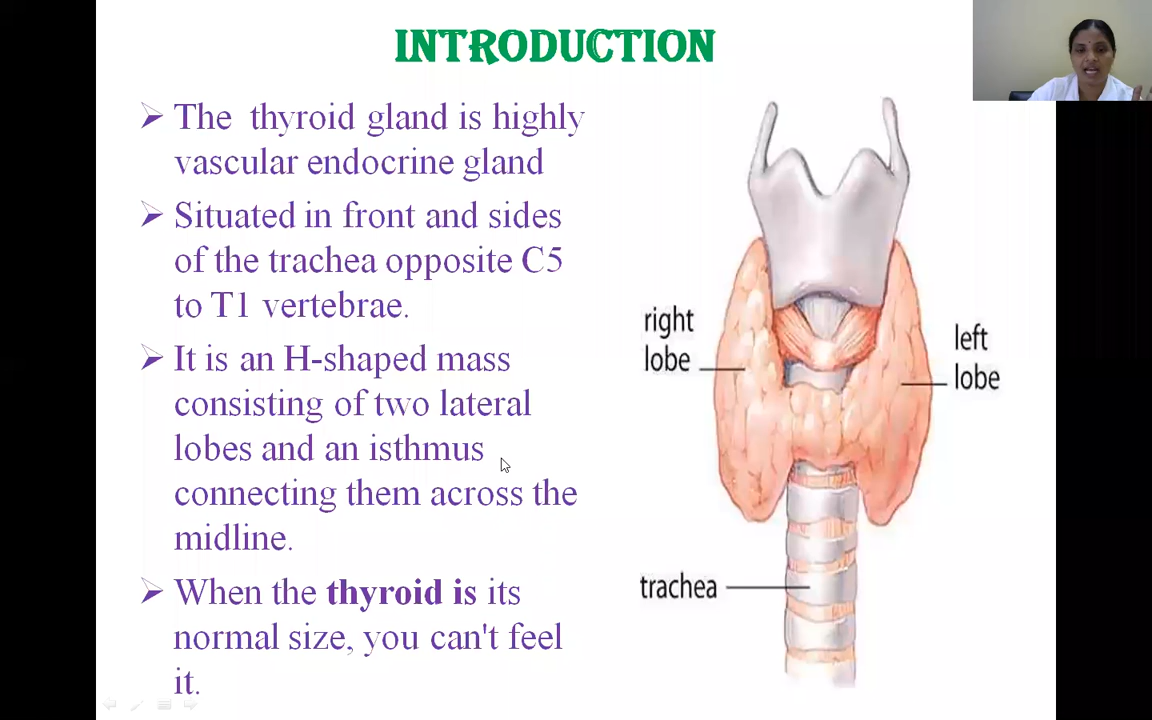 INTRODUCTION
➢ The thyroid gland is highly
vascular endocrine gland
➢ Situated in front and sides
of the trachea opposite C5
to T1 vertebrae.
➢ It is an H-shaped mass
consisting of two lateral
lobes and an isthmus
connecting them across the
midline.
➢ When the thyroid is its
normal size, you can't feel
it.
right
lobe
left
lobe
trachea